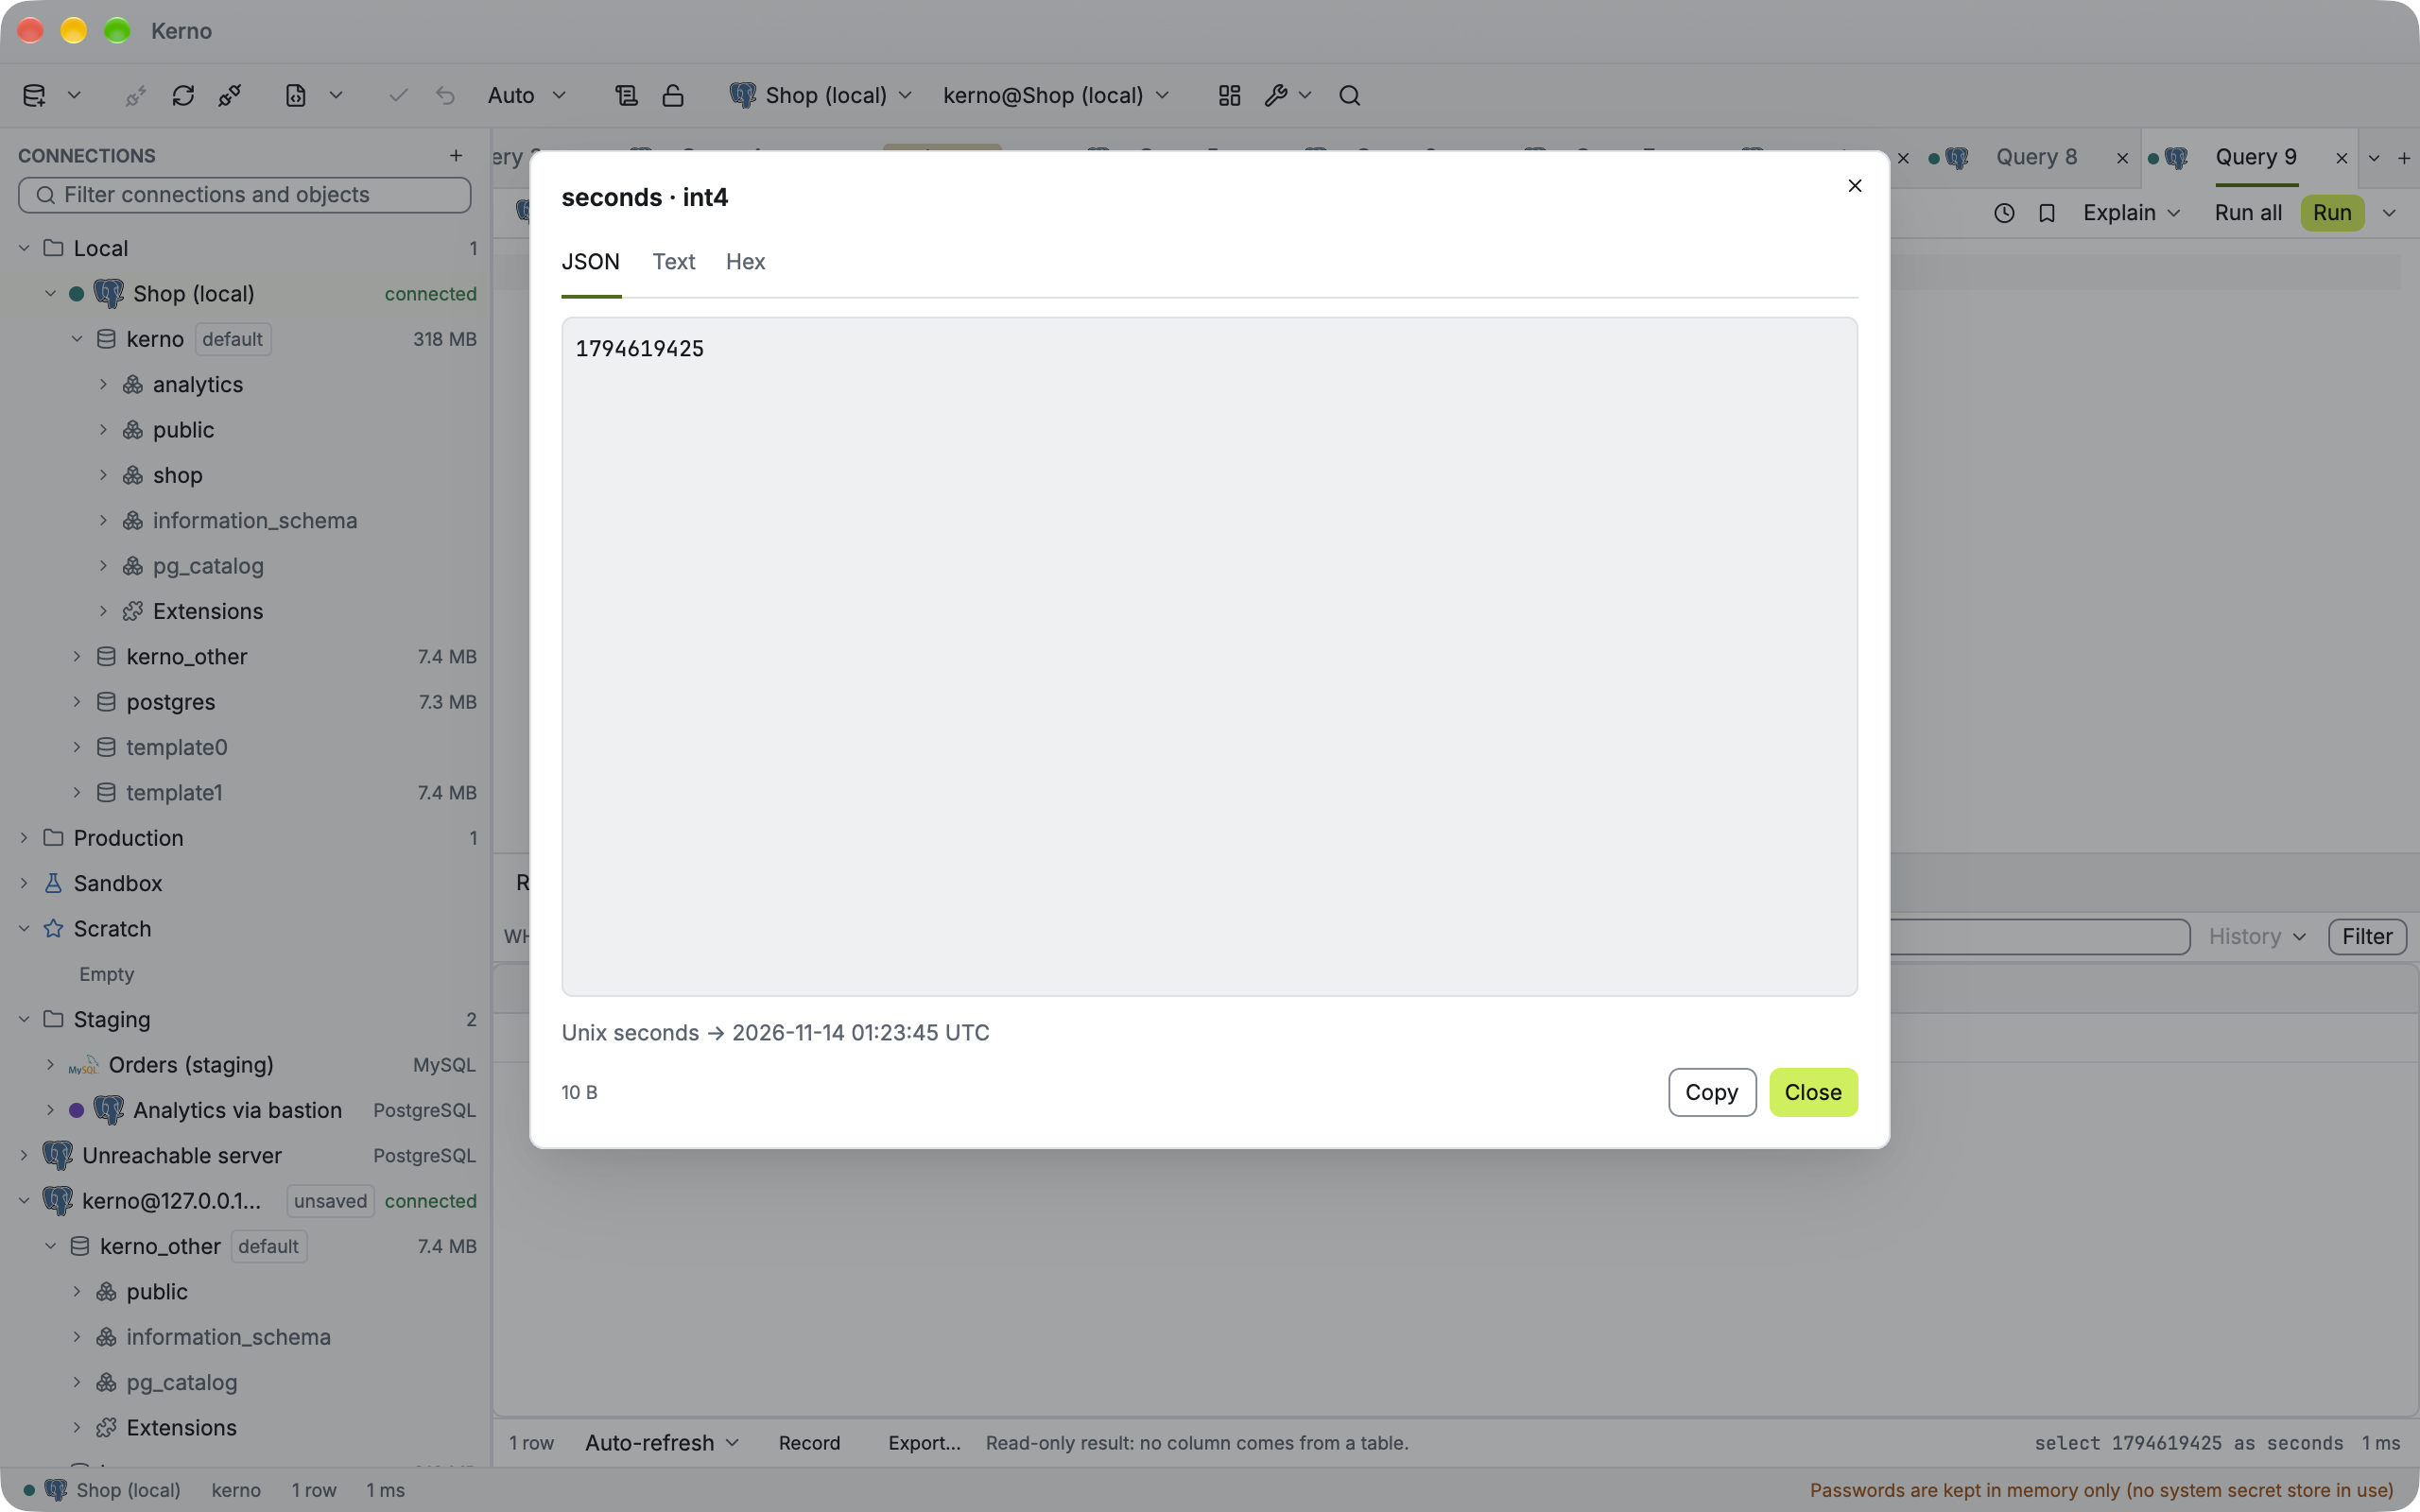 Kerno
Auto
Shop (local)
kerno@Shop (local)
CONNECTIONS
Filter connections and objects
Local 1
Shop (local) connected
kerno default 318 MB
analytics
public
shop
information_schema
pg_catalog
Extensions
kerno_other 7.4 MB
postgres 7.3 MB
template0
template1 7.4 MB
Production 1
Sandbox
Scratch
Empty
Staging 2
MySQL Orders (staging) MySQL
Analytics via bastion PostgreSQL
Unreachable server PostgreSQL
kerno@127.0.0.1... unsaved connected
kerno_other default 7.4 MB
public
information_schema
pg_catalog
Extensions
Query 8
Query 9
Explain
Run all
Run
seconds · int4
JSON Text Hex
1794619425
Unix seconds → 2026-11-14 01:23:45 UTC
10 B
Copy
Close
History
Filter
1 row Auto-refresh Record Export... Read-only result: no column comes from a table.
select 1794619425 as seconds 1 ms
Shop (local) kerno 1 row 1 ms
Passwords are kept in memory only (no system secret store in use)